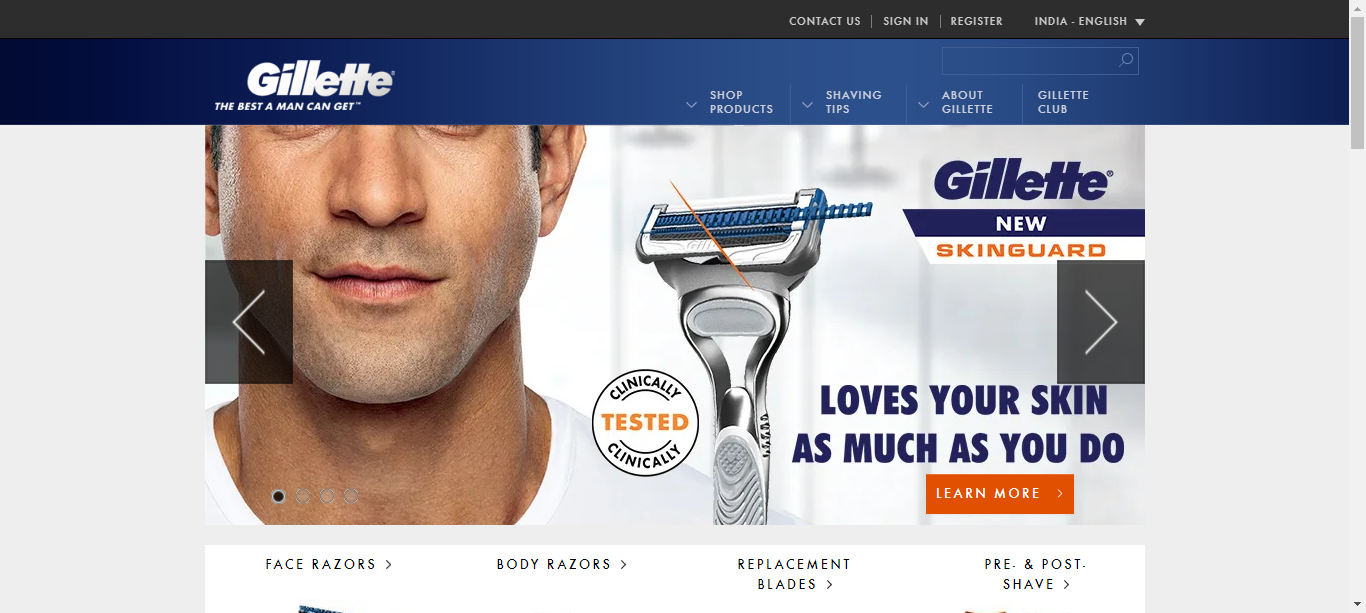 CONTACT US
SIGN IN
REGISTER
INDIA - ENGLISH
Gillette®
THE BEST A MAN CAN GET™
SHOP
PRODUCTS
SHAVING
TIPS
ABOUT
GILLETTE
GILLETTE
CLUB
Gillette®
NEW
SKINGUARD
CLINICALLY
TESTED
CLINICALLY
LOVES YOUR SKIN
AS MUCH AS YOU DO
LEARN MORE
FACE RAZORS
BODY RAZORS
REPLACEMENT
BLADES
PRE- & POST-
SHAVE